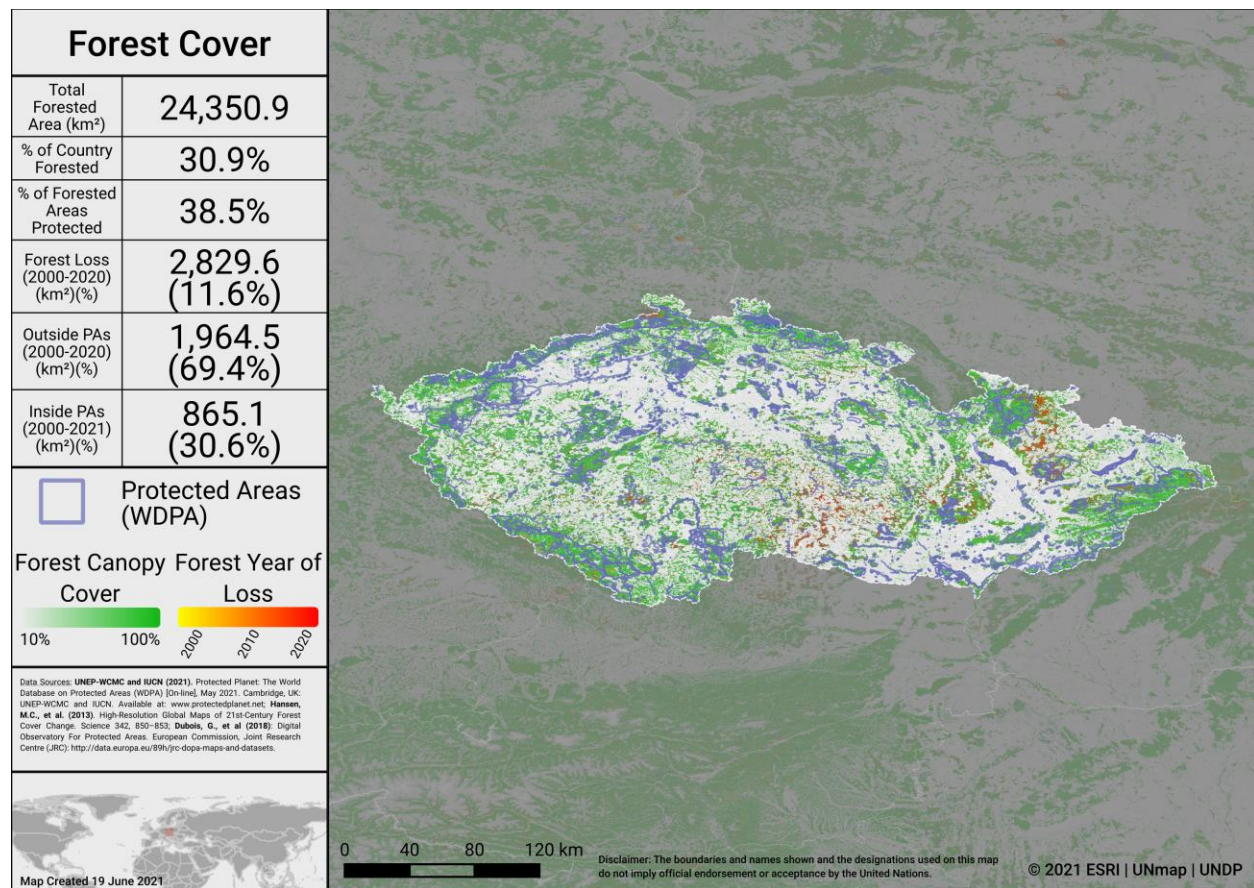 Forest Cover
Total
Forested
Area (km²)
24,350.9
% of Country
Forested
30.9%
% of Forested
Areas
Protected
38.5%
Forest Loss
(2000-2020)
(km²)(%)
2,829.6
(11.6%)
Outside PAs
(2000-2020)
(km²)(%)
1,964.5
(69.4%)
Inside PAs
(2000-2021)
(km²)(%)
865.1
(30.6%)
Protected Areas
(WDPA)
Forest Canopy
Cover
10%
100%
Forest Year of
Loss
2000
2010
2020
Data Sources: UNEP-WCMC and IUCN (2021). Protected Planet: The World
Database on Protected Areas (WDPA) [On-line], May 2021. Cambridge, UK:
UNEP-WCMC and IUCN. Available at: www.protectedplanet.net; Hansen,
M.C., et al. (2013). High-Resolution Global Maps of 21st-Century Forest
Cover Change. Science 342, 850–853; Dubois, G., et al (2018): Digital
Observatory For Protected Areas. European Commission, Joint Research
Centre (JRC): http://data.europa.eu/89h/jrc-dopa-maps-and-datasets.
Map Created 19 June 2021
0 40 80 120 km
Disclaimer: The boundaries and names shown and the designations used on this map
do not imply official endorsement or acceptance by the United Nations.
© 2021 ESRI | UNmap | UNDP